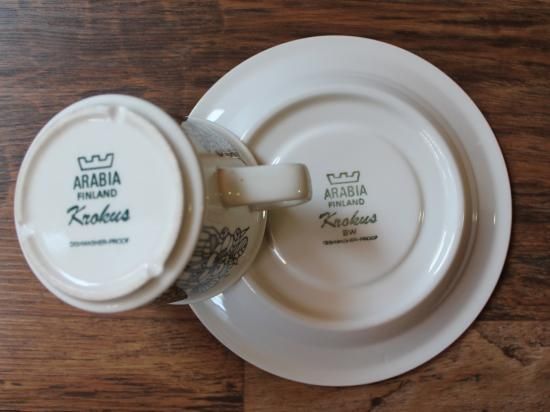 ARABIA
FINLAND
Krokus
DISHWASHER-PROOF
ARABIA
FINLAND
Krokus
BW
DISHWASHER-PROOF